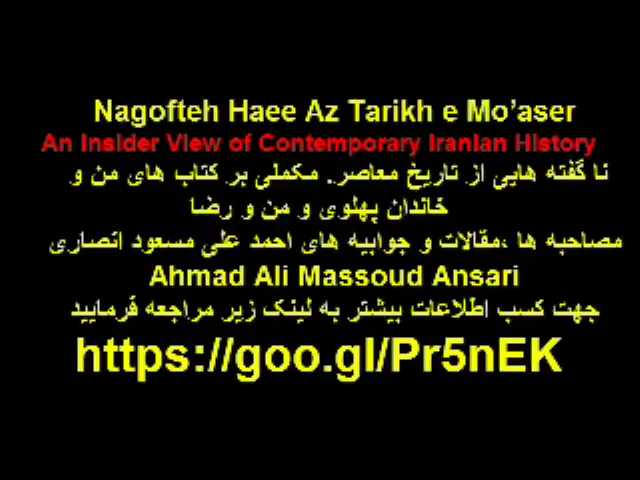 Nagofteh Haee Az Tarikh e Mo'aser
An Insider View of Contemporary Iranian History
نا گفته هایی از تاریخ معاصر. مکملی بر کتاب های من و
خاندان پهلوی و من و رضا
مصاحبه ها ،مقالات و جوابیه های احمد علی مسعود انصاری
Ahmad Ali Massoud Ansari
جهت کسب اطلاعات بیشتر به لینک زیر مراجعه فرمایید
https://goo.gl/Pr5nEK